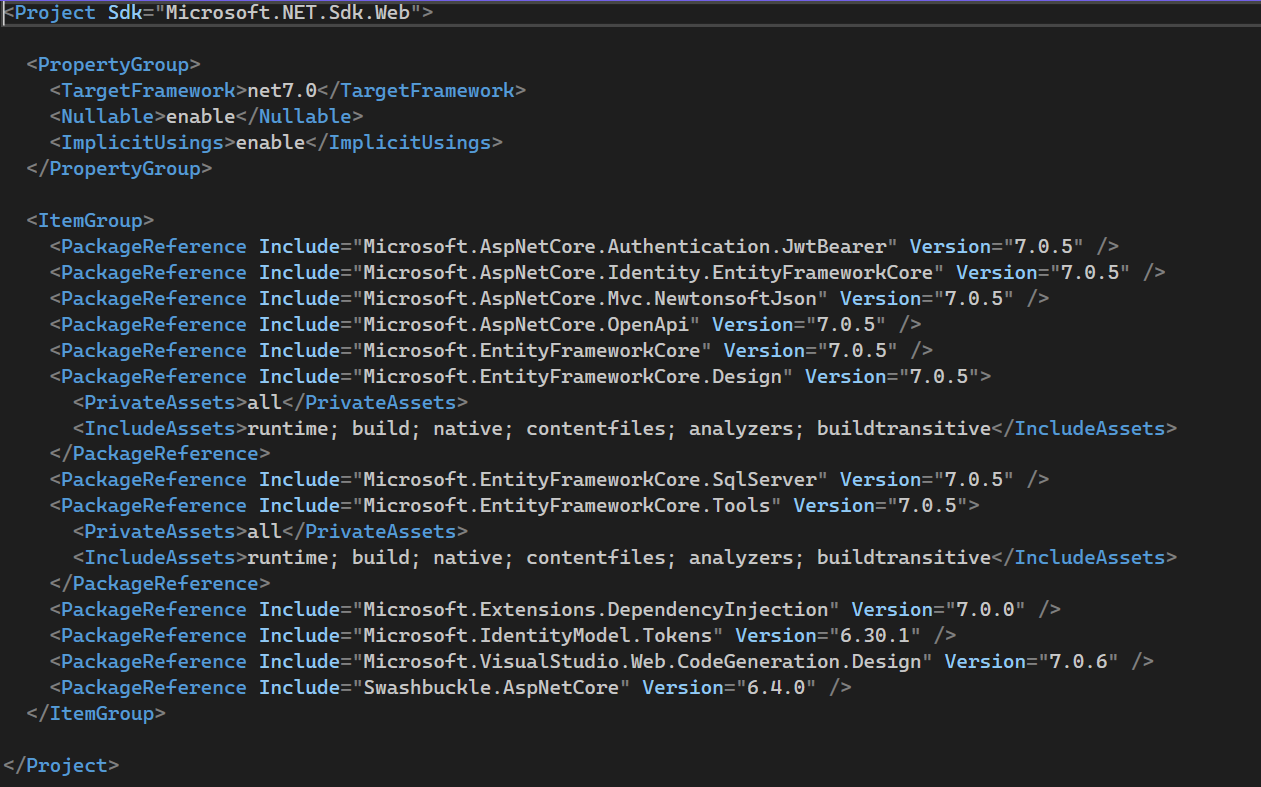 <Project Sdk="Microsoft.NET.Sdk.Web">
<PropertyGroup>
<TargetFramework>net7.0</TargetFramework>
<Nullable>enable</Nullable>
<ImplicitUsings>enable</ImplicitUsings>
</PropertyGroup>
<ItemGroup>
<PackageReference Include="Microsoft.AspNetCore.Authentication.JwtBearer" Version="7.0.5" />
<PackageReference Include="Microsoft.AspNetCore.Identity.EntityFrameworkCore" Version="7.0.5" />
<PackageReference Include="Microsoft.AspNetCore.Mvc.NewtonsoftJson" Version="7.0.5" />
<PackageReference Include="Microsoft.AspNetCore.OpenApi" Version="7.0.5" />
<PackageReference Include="Microsoft.EntityFrameworkCore" Version="7.0.5" />
<PackageReference Include="Microsoft.EntityFrameworkCore.Design" Version="7.0.5">
<PrivateAssets>all</PrivateAssets>
<IncludeAssets>runtime; build; native; contentfiles; analyzers; buildtransitive</IncludeAssets>
</PackageReference>
<PackageReference Include="Microsoft.EntityFrameworkCore.SqlServer" Version="7.0.5" />
<PackageReference Include="Microsoft.EntityFrameworkCore.Tools" Version="7.0.5">
<PrivateAssets>all</PrivateAssets>
<IncludeAssets>runtime; build; native; contentfiles; analyzers; buildtransitive</IncludeAssets>
</PackageReference>
<PackageReference Include="Microsoft.Extensions.DependencyInjection" Version="7.0.0" />
<PackageReference Include="Microsoft.IdentityModel.Tokens" Version="6.30.1" />
<PackageReference Include="Microsoft.VisualStudio.Web.CodeGeneration.Design" Version="7.0.6" />
<PackageReference Include="Swashbuckle.AspNetCore" Version="6.4.0" />
</ItemGroup>
</Project>